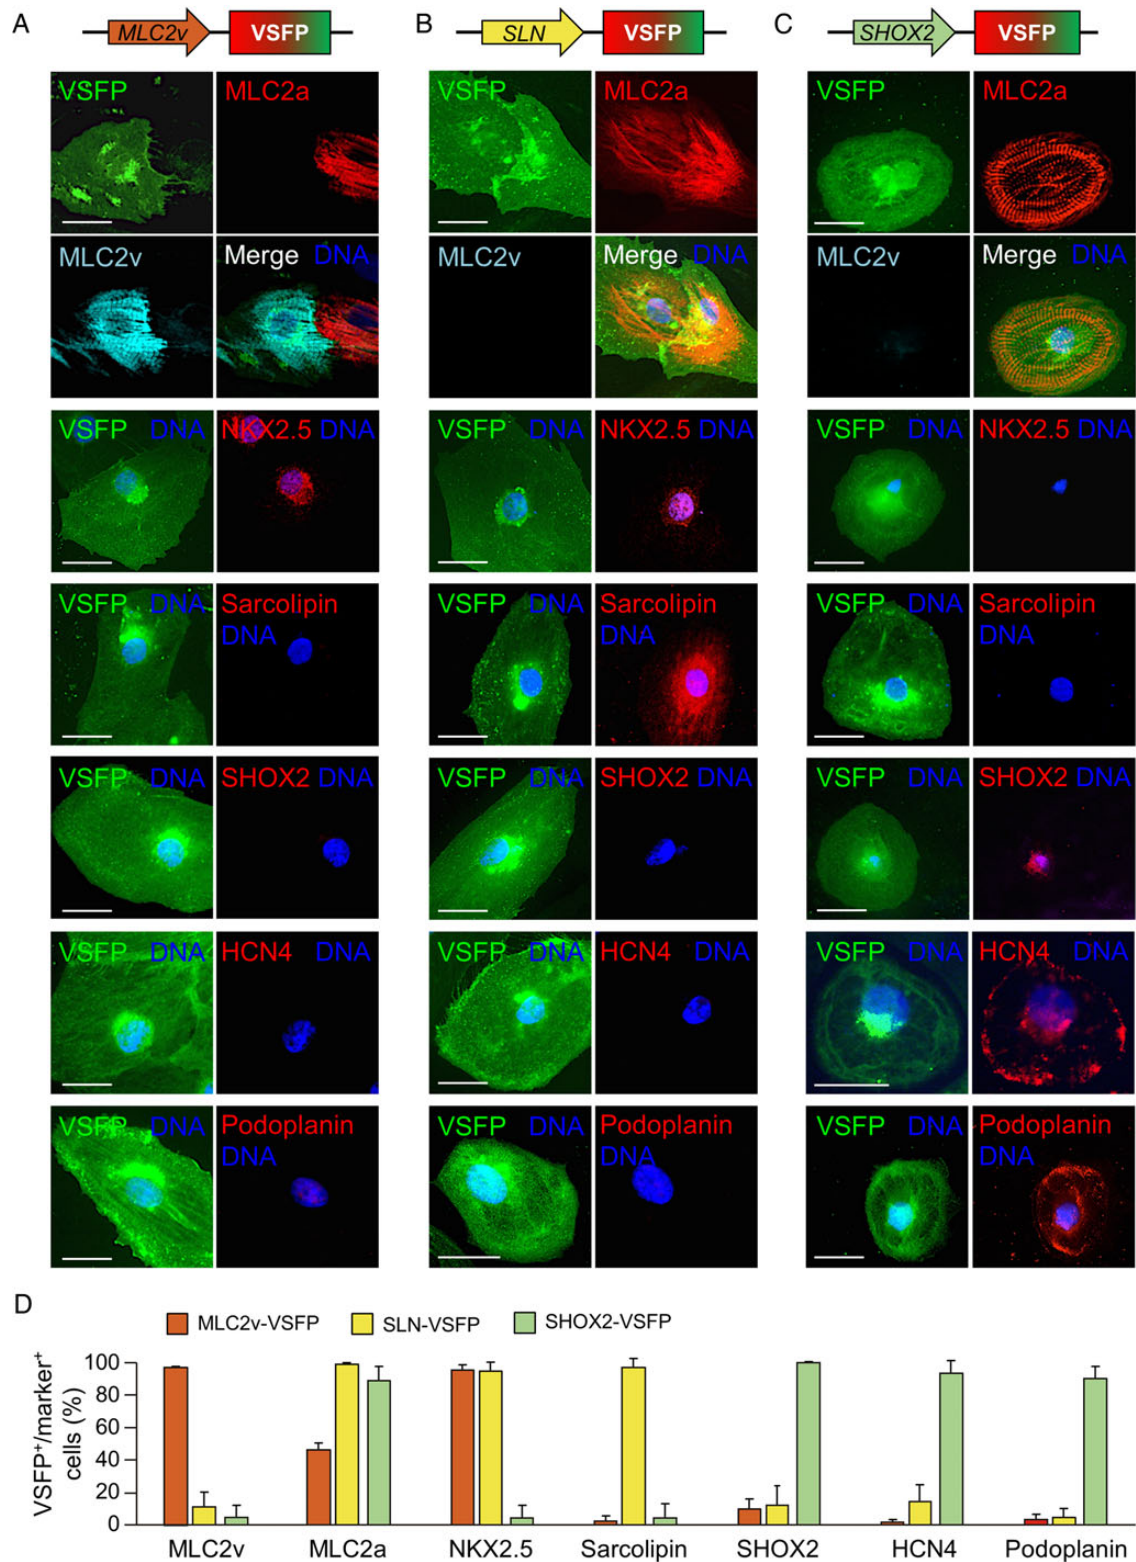 A
MLC2v
VSFP
B
SLN
VSFP
C
SHOX2
VSFP
VSFP
MLC2a
VSFP
MLC2a
VSFP
MLC2a
MLC2v
Merge DNA
MLC2v
Merge DNA
MLC2v
Merge DNA
VSFP DNA
NKX2.5 DNA
VSFP DNA
NKX2.5 DNA
VSFP DNA
NKX2.5 DNA
VSFP DNA
Sarcolipin
DNA
VSFP DNA
Sarcolipin
DNA
VSFP DNA
Sarcolipin
DNA
VSFP DNA
SHOX2 DNA
VSFP DNA
SHOX2 DNA
VSFP DNA
SHOX2 DNA
VSFP DNA
HCN4 DNA
VSFP DNA
HCN4 DNA
VSFP DNA
HCN4 DNA
VSFP DNA
Podoplanin
DNA
VSFP DNA
Podoplanin
DNA
VSFP DNA
Podoplanin
DNA
D
MLC2v-VSFP
SLN-VSFP
SHOX2-VSFP
VSFP⁺/marker⁺
cells (%)
100
80
60
40
20
0
MLC2v
MLC2a
NKX2.5
Sarcolipin
SHOX2
HCN4
Podoplanin